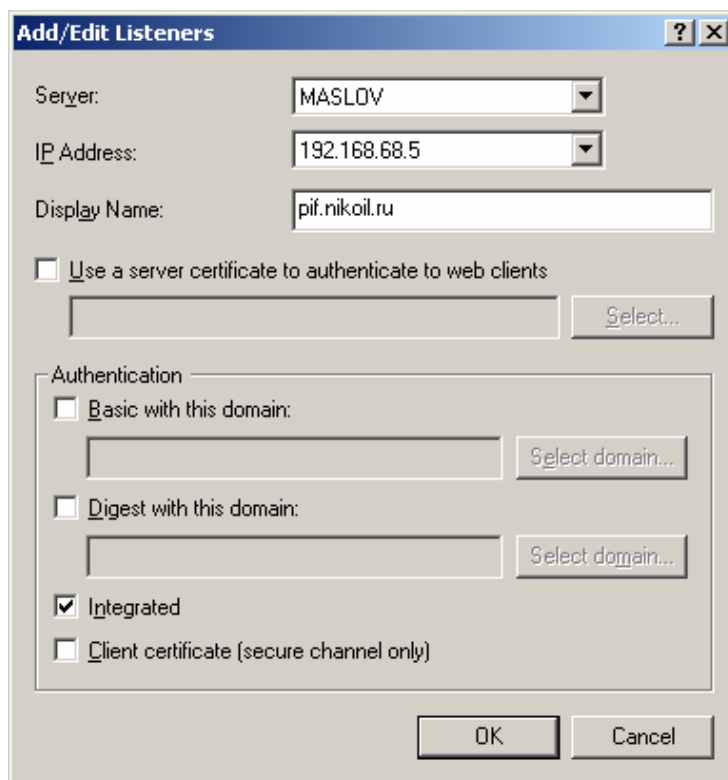 Add/Edit Listeners
Server: MASLOV
IP Address: 192.168.68.5
Display Name: pif.nikoil.ru
Use a server certificate to authenticate to web clients
Select...
Authentication
Basic with this domain:
Select domain...
Digest with this domain:
Select domain...
Integrated
Client certificate (secure channel only)
OK Cancel